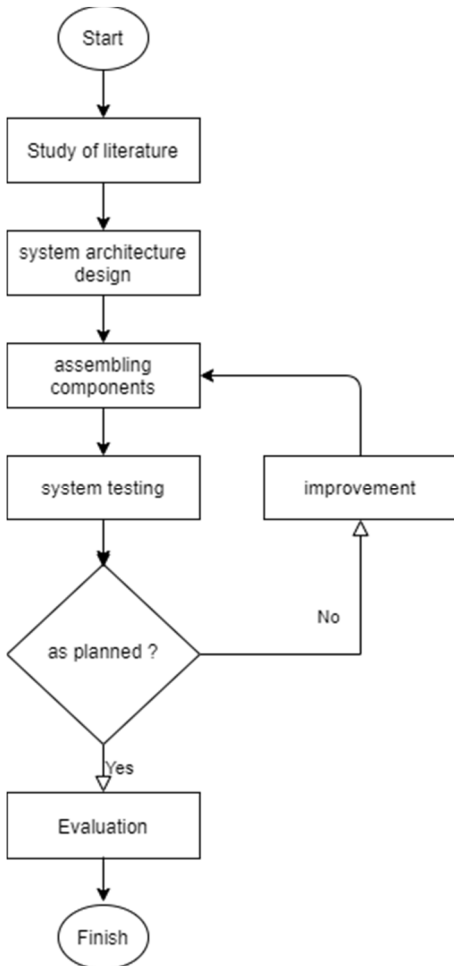 Start
Study of literature
system architecture
design
assembling
components
system testing
improvement
as planned ?
No
Yes
Evaluation
Finish